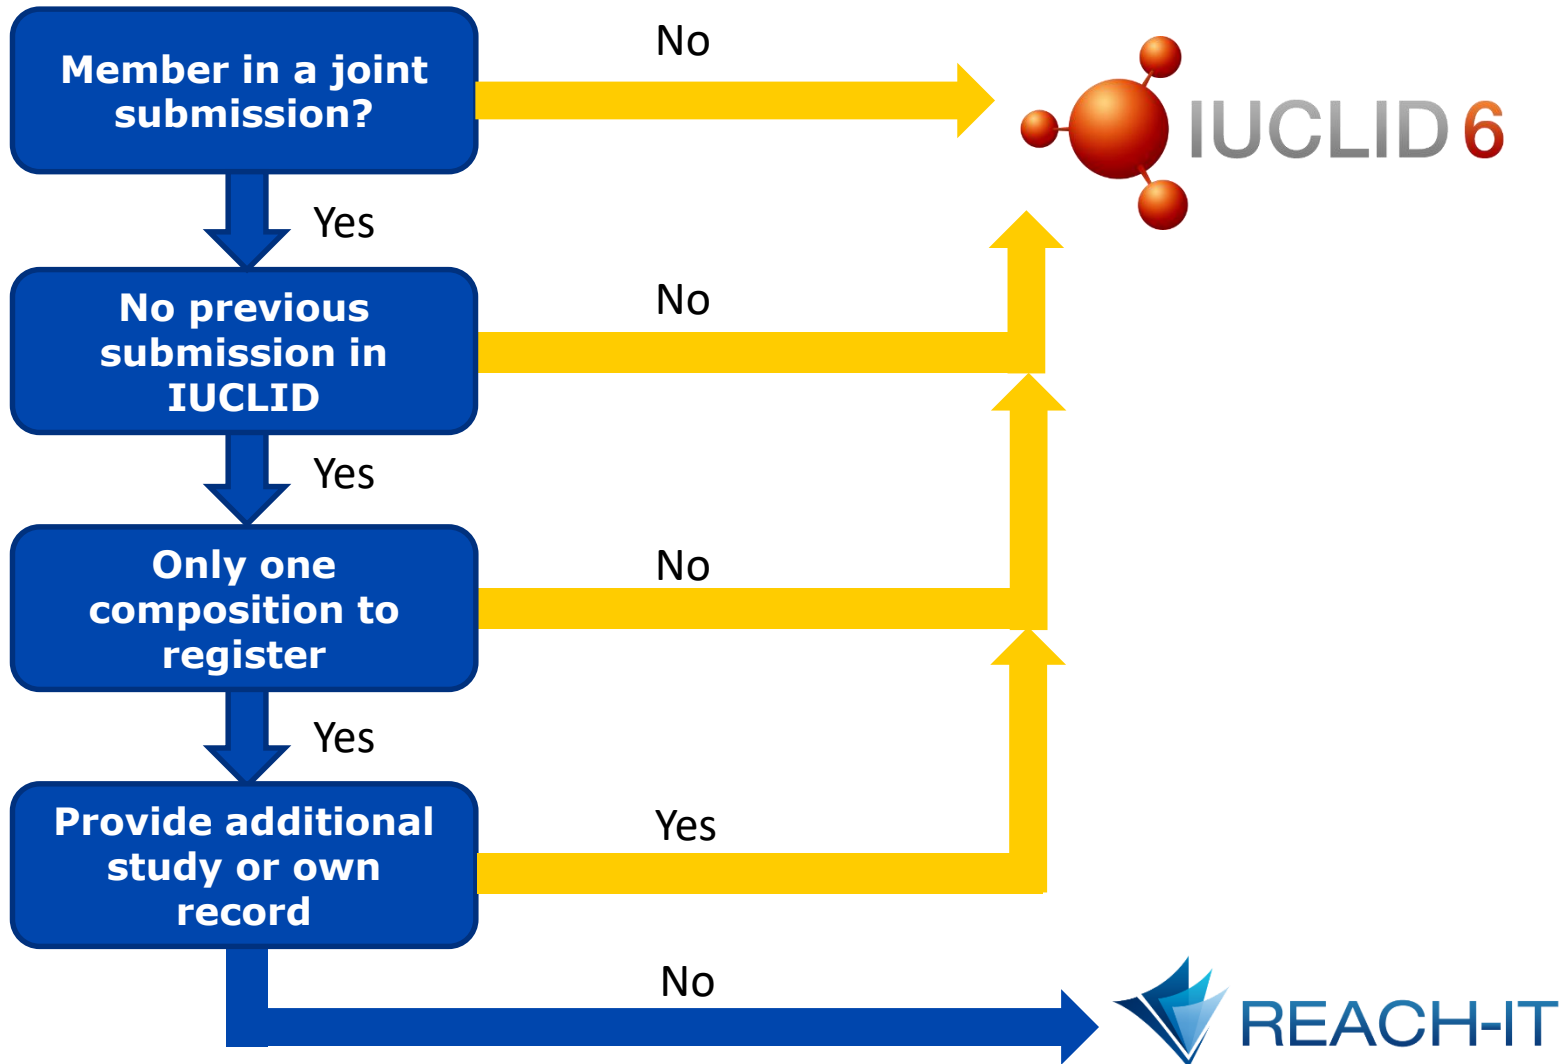 Member in a joint
submission?
No
IUCLID 6
Yes
No previous
submission in
IUCLID
No
Yes
Only one
composition to
register
No
Yes
Provide additional
study or own
record
Yes
No
REACH-IT